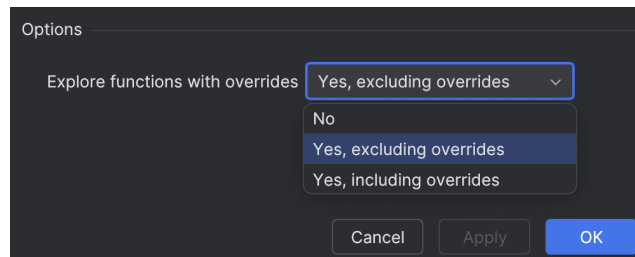 Options
Explore functions with overrides Yes, excluding overrides
No
Yes, excluding overrides
Yes, including overrides
Cancel Apply OK